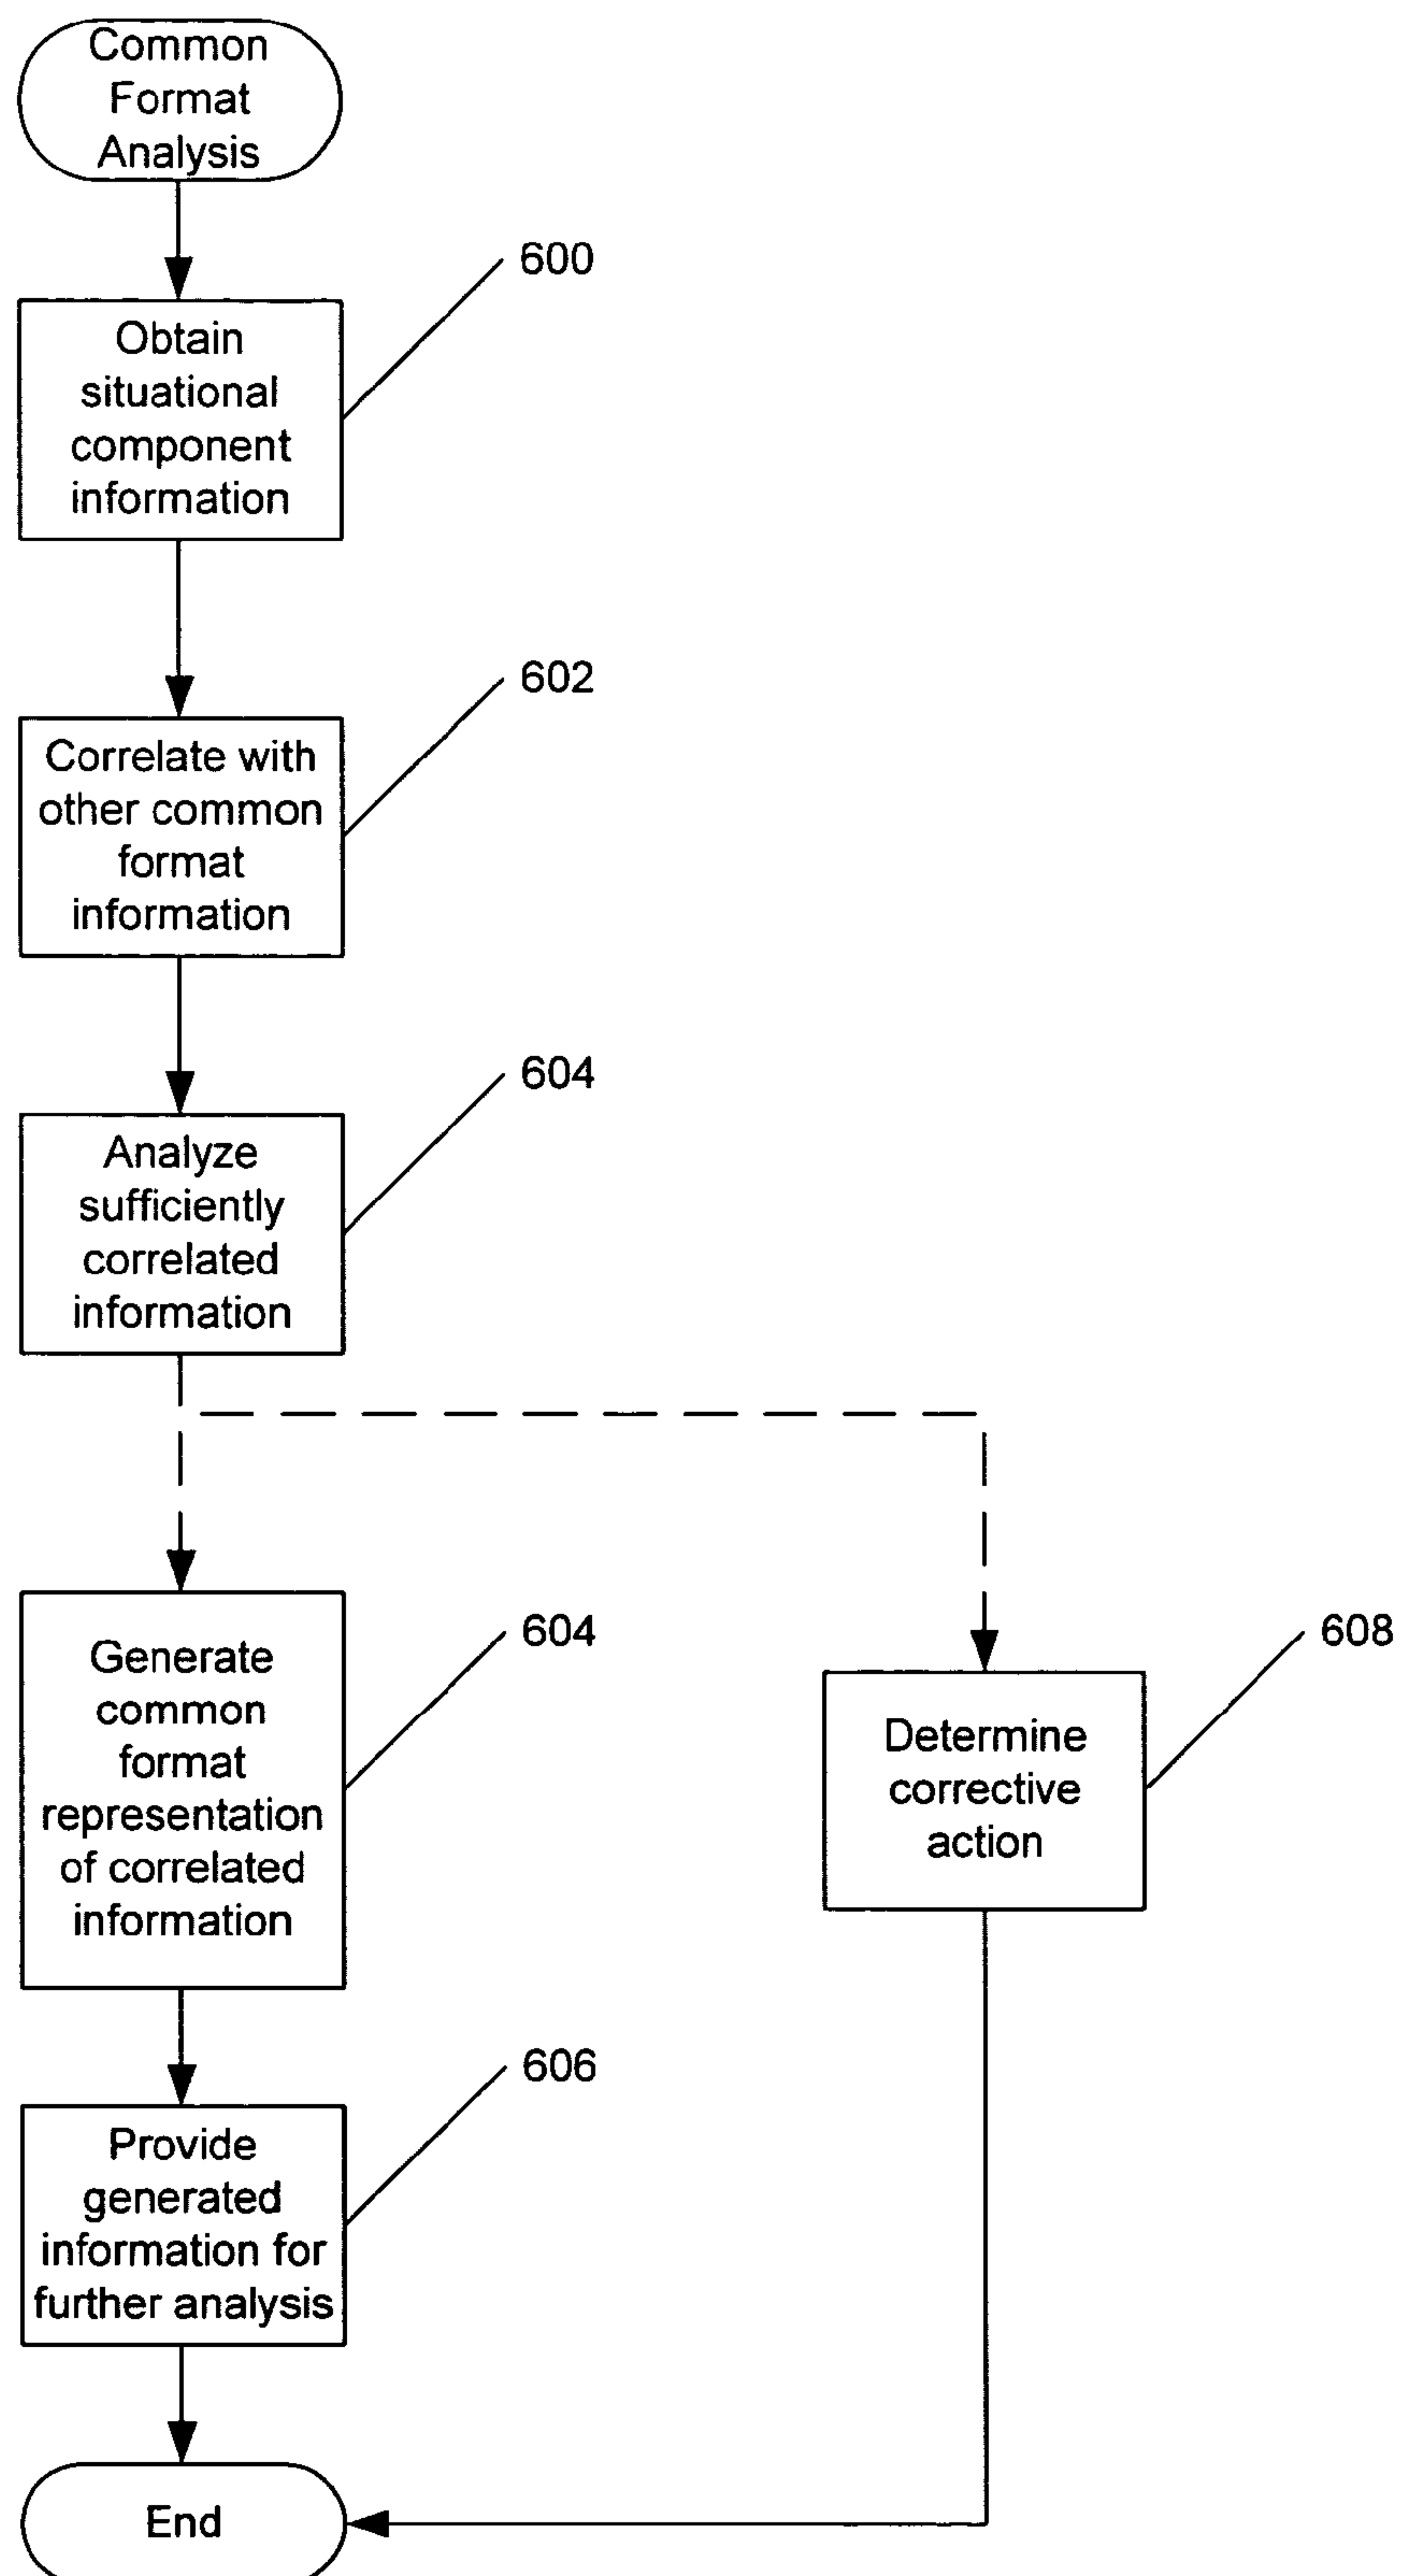 Common
Format
Analysis
600
Obtain
situational
component
information
602
Correlate with
other common
format
information
604
Analyze
sufficiently
correlated
information
604
Generate
common
format
representation
of correlated
information
608
Determine
corrective
action
606
Provide
generated
information for
further analysis
End